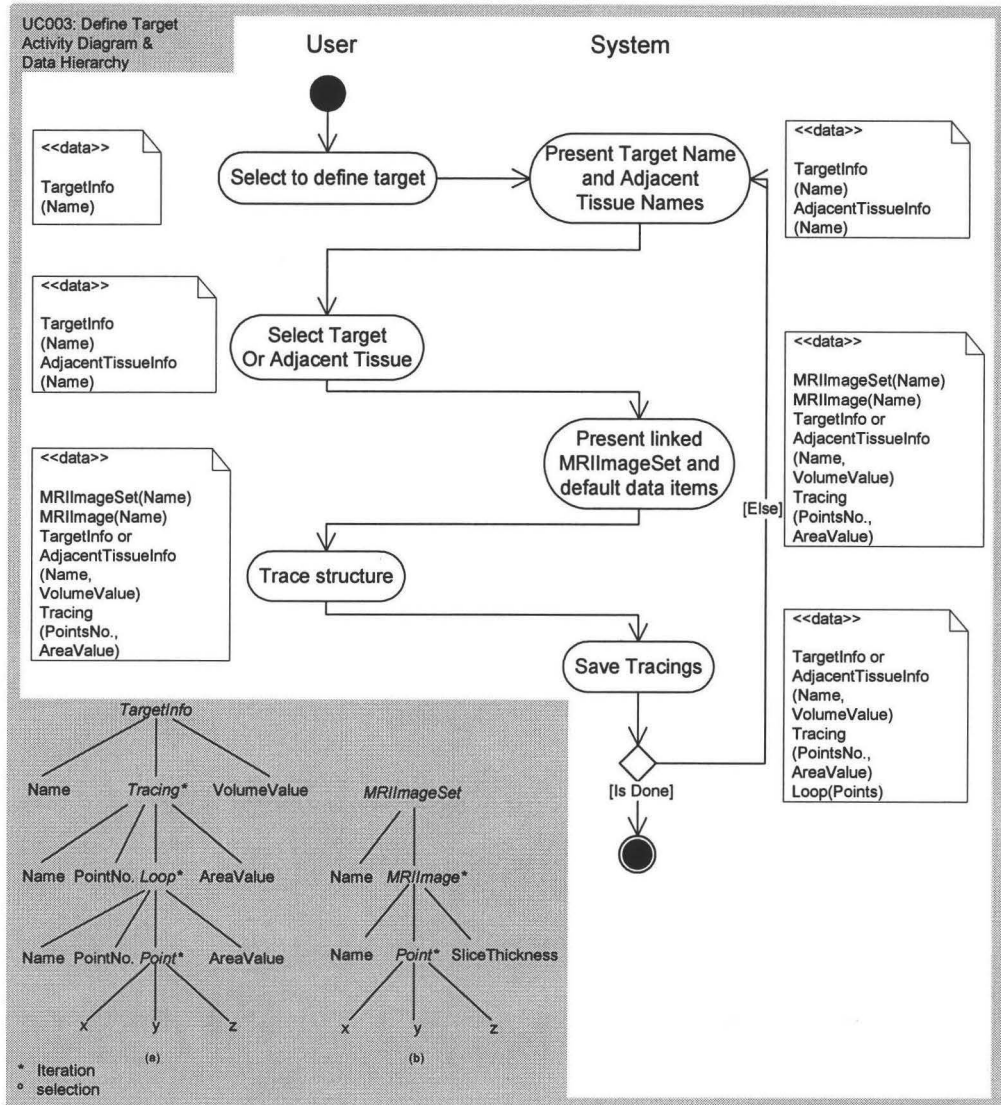 UC003: Define Target
Activity Diagram &
Data Hierarchy
User
System
<<data>>
TargetInfo
(Name)
Select to define target
Present Target Name
and Adjacent
Tissue Names
<<data>>
TargetInfo
(Name)
AdjacentTissueInfo
(Name)
<<data>>
TargetInfo
(Name)
AdjacentTissueInfo
(Name)
Select Target
Or Adjacent Tissue
<<data>>
MRIImageSet(Name)
MRIImage(Name)
TargetInfo or
AdjacentTissueInfo
(Name,
VolumeValue)
Tracing
(PointsNo.,
AreaValue)
Present linked
MRIImageSet and
default data items
[Else]
<<data>>
MRIImageSet(Name)
MRIImage(Name)
TargetInfo or
AdjacentTissueInfo
(Name,
VolumeValue)
Tracing
(PointsNo.,
AreaValue)
Trace structure
Save Tracings
<<data>>
TargetInfo or
AdjacentTissueInfo
(Name,
VolumeValue)
Tracing
(PointsNo.,
AreaValue)
Loop(Points)
[Is Done]
TargetInfo
Name Tracing* VolumeValue
Name PointNo. Loop* AreaValue
Name PointNo. Point* AreaValue
x y z
(a)
MRIImageSet
Name MRIImage*
Name Point* SliceThickness
x y z
(b)
* Iteration
° selection